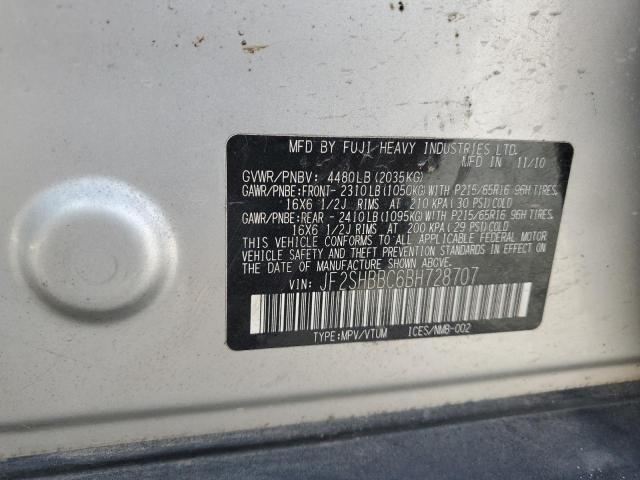 MFD BY FUJI HEAVY INDUSTRIES LTD.
MFD IN 11/10
GVWR/PNBV: 4480LB (2035KG)
GAWR/PNBE:FRONT-2310LB(1050KG)WITH P215/65R16 96H TIRES,
16X6 1/2J RIMS AT 210 KPA(30 PSI)COLD
GAWR/PNBE:REAR -2410LB(1095KG)WITH P215/65R16 96H TIRES,
16X6 1/2J RIMS AT 200 KPA(29 PSI)COLD
THIS VEHICLE CONFORMS TO ALL APPLICABLE FEDERAL MOTOR
VEHICLE SAFETY AND THEFT PREVENTION STANDARDS IN EFFECT ON
THE DATE OF MANUFACTURE SHOWN ABOVE.
VIN: JF2SHBBC6BH728707
TYPE:MPV/VTUM ICES/NMB-002